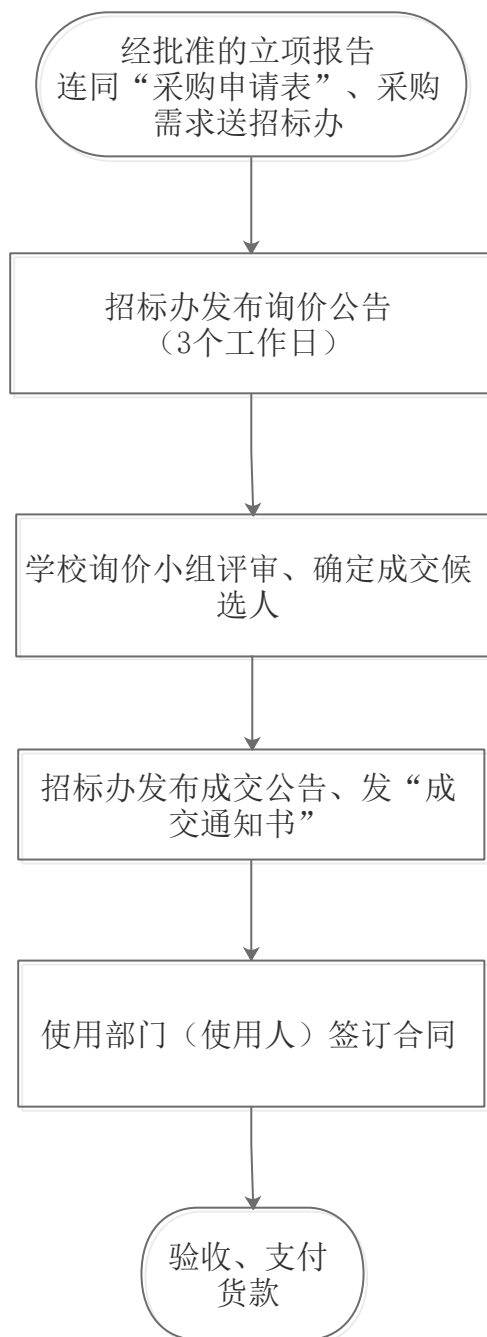 经批准的立项报告
连同“采购申请表”、采购
需求送招标办
招标办发布询价公告
（3个工作日）
学校询价小组评审、确定成交候
选人
招标办发布成交公告、发“成
交通知书”
使用部门（使用人）签订合同
验收、支付
货款